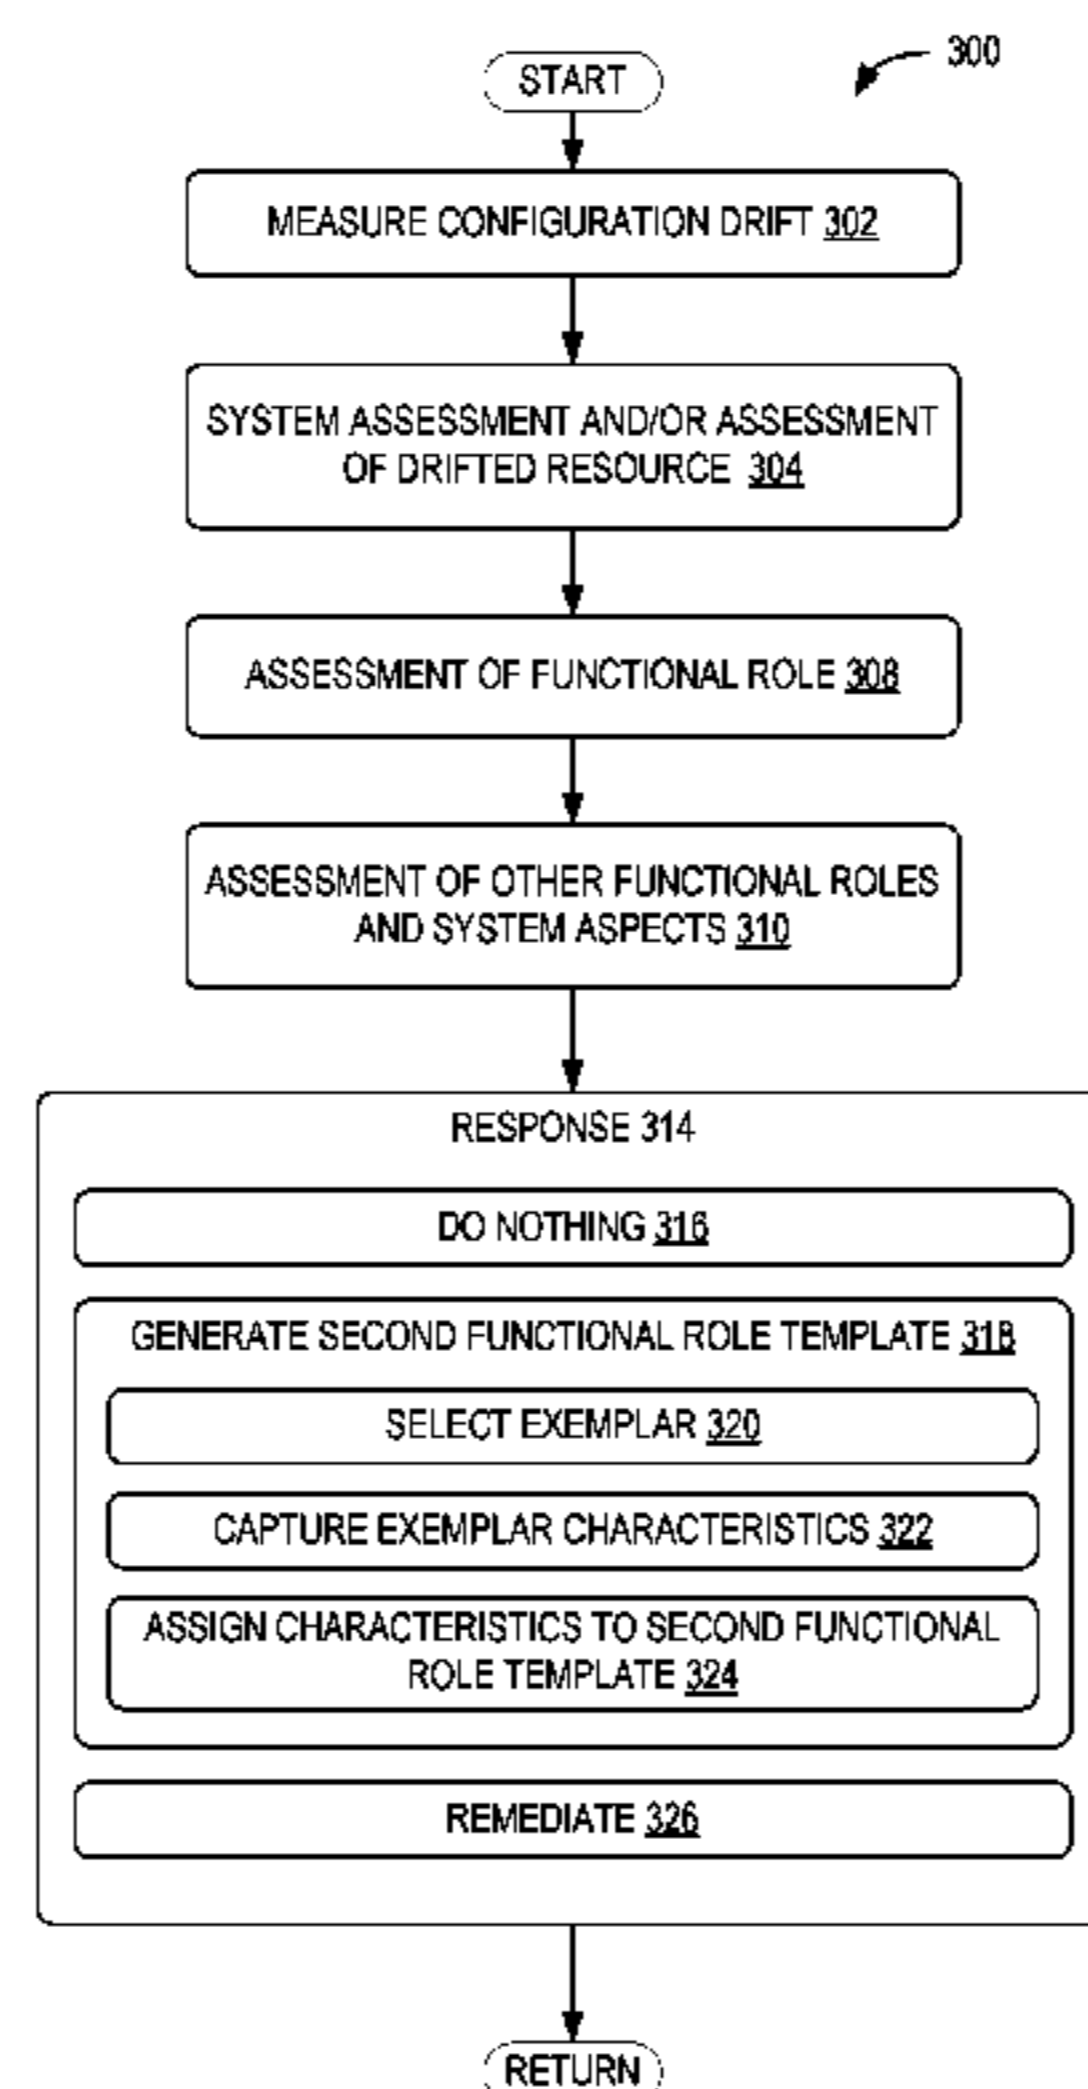 300
START
MEASURE CONFIGURATION DRIFT 302
SYSTEM ASSESSMENT AND/OR ASSESSMENT
OF DRIFTED RESOURCE 304
ASSESSMENT OF FUNCTIONAL ROLE 308
ASSESSMENT OF OTHER FUNCTIONAL ROLES
AND SYSTEM ASPECTS 310
RESPONSE 314
DO NOTHING 316
GENERATE SECOND FUNCTIONAL ROLE TEMPLATE 318
SELECT EXEMPLAR 320
CAPTURE EXEMPLAR CHARACTERISTICS 322
ASSIGN CHARACTERISTICS TO SECOND FUNCTIONAL
ROLE TEMPLATE 324
REMEDIATE 326
RETURN